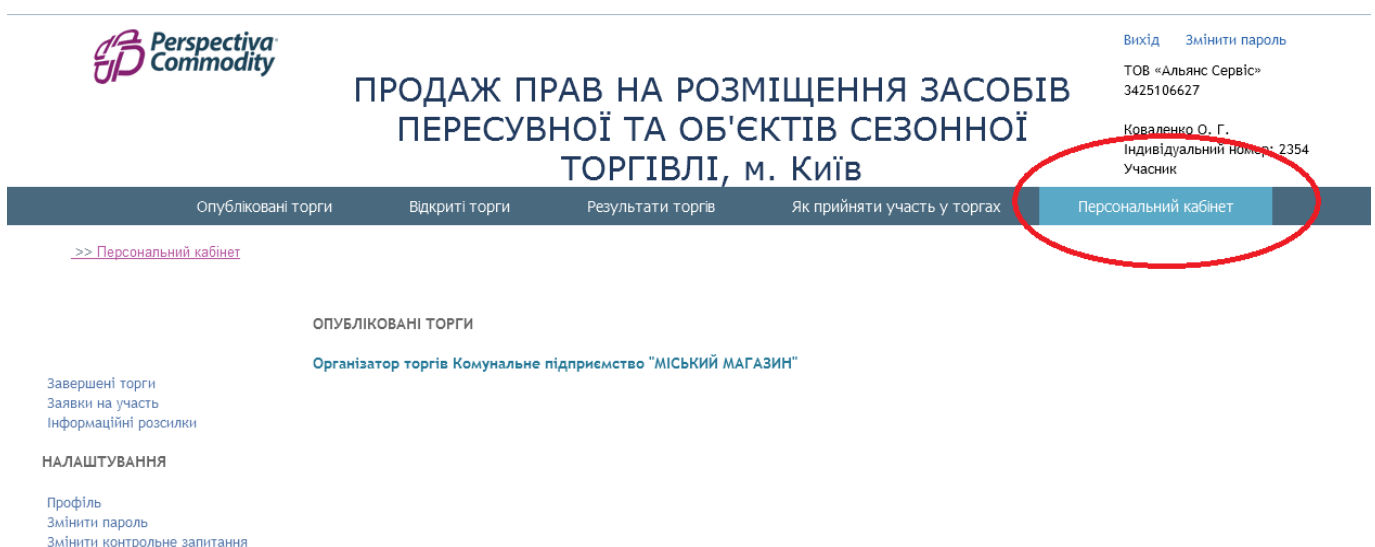 Perspectiva
Commodity
Вихід Змінити пароль
ТОВ «Альянс Сервіс»
3425106627
Коваленко О. Г.
Індивідуальний номер: 2354
Учасник
ПРОДАЖ ПРАВ НА РОЗМІЩЕННЯ ЗАСОБІВ
ПЕРЕСУВНОЇ ТА ОБ'ЄКТІВ СЕЗОННОЇ
ТОРГІВЛІ, м. Київ
Опубліковані торги Відкриті торги Результати торгів Як прийняти участь у торгах Персональний кабінет
>> Персональний кабінет
ОПУБЛІКОВАНІ ТОРГИ
Організатор торгів Комунальне підприємство "МІСЬКИЙ МАГАЗИН"
Завершені торги
Заявки на участь
Інформаційні розсилки
НАЛАШТУВАННЯ
Профіль
Змінити пароль
Змінити контрольне запитання